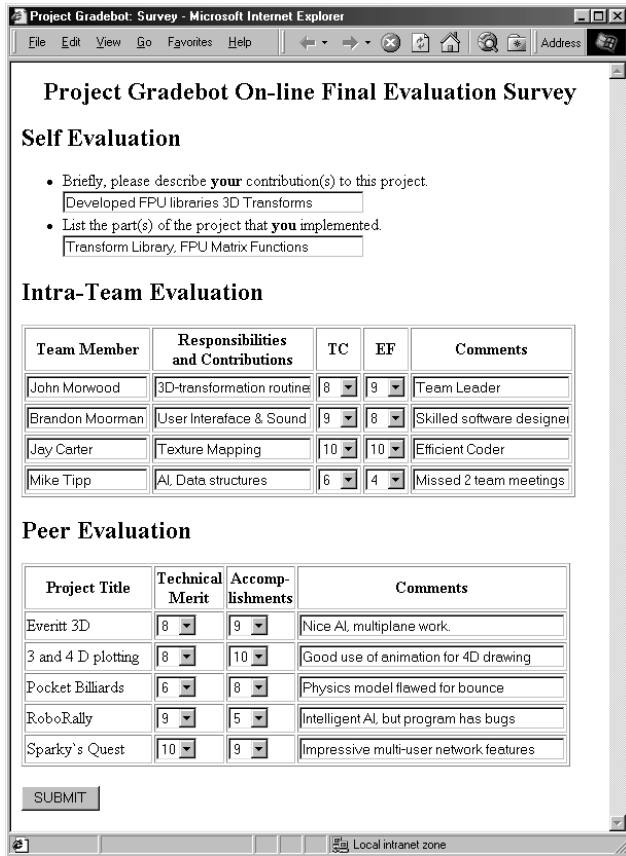 Project Gradebot: Survey - Microsoft Internet Explorer
File Edit View Go Favorites Help Address
Project Gradebot On-line Final Evaluation Survey
Self Evaluation
• Briefly, please describe your contribution(s) to this project.
Developed FPU libraries 3D Transforms
• List the part(s) of the project that you implemented.
Transform Library, FPU Matrix Functions
Intra-Team Evaluation
Team Member Responsibilities and Contributions TC EF Comments
John Morwood 3D-transformation routine 8 9 Team Leader
Brandon Moorman User Interaface & Sound 9 8 Skilled software designer
Jay Carter Texture Mapping 10 10 Efficient Coder
Mike Tipp AI, Data structures 6 4 Missed 2 team meetings
Peer Evaluation
Project Title Technical Merit Accomp-lishments Comments
Everitt 3D 8 9 Nice AI, multiplane work.
3 and 4 D plotting 8 10 Good use of animation for 4D drawing
Pocket Billiards 6 8 Physics model flawed for bounce
RoboRally 9 5 Intelligent AI, but program has bugs
Sparky`s Quest 10 9 Impressive multi-user network features
SUBMIT
Local intranet zone